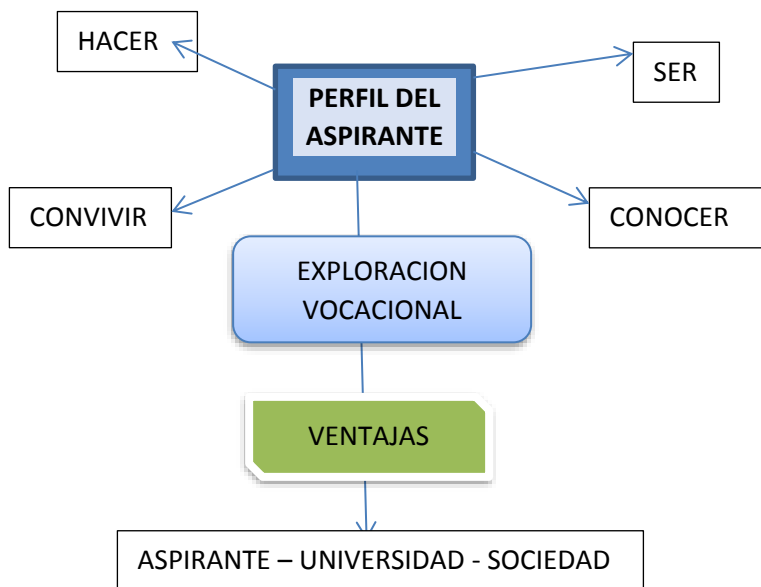 HACER
SER
PERFIL DEL
ASPIRANTE
CONVIVIR
CONOCER
EXPLORACION
VOCACIONAL
VENTAJAS
ASPIRANTE – UNIVERSIDAD - SOCIEDAD